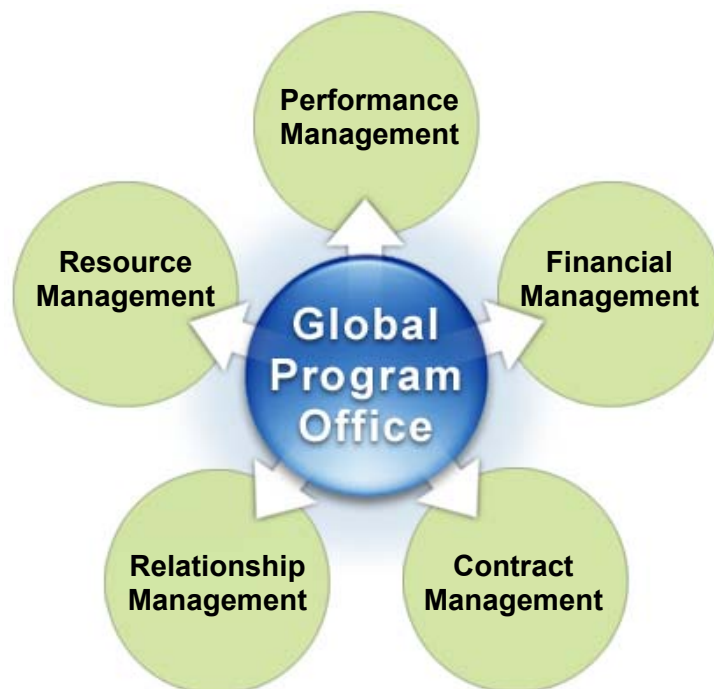 Performance
Management
Resource
Management
Financial
Management
Global
Program
Office
Relationship
Management
Contract
Management